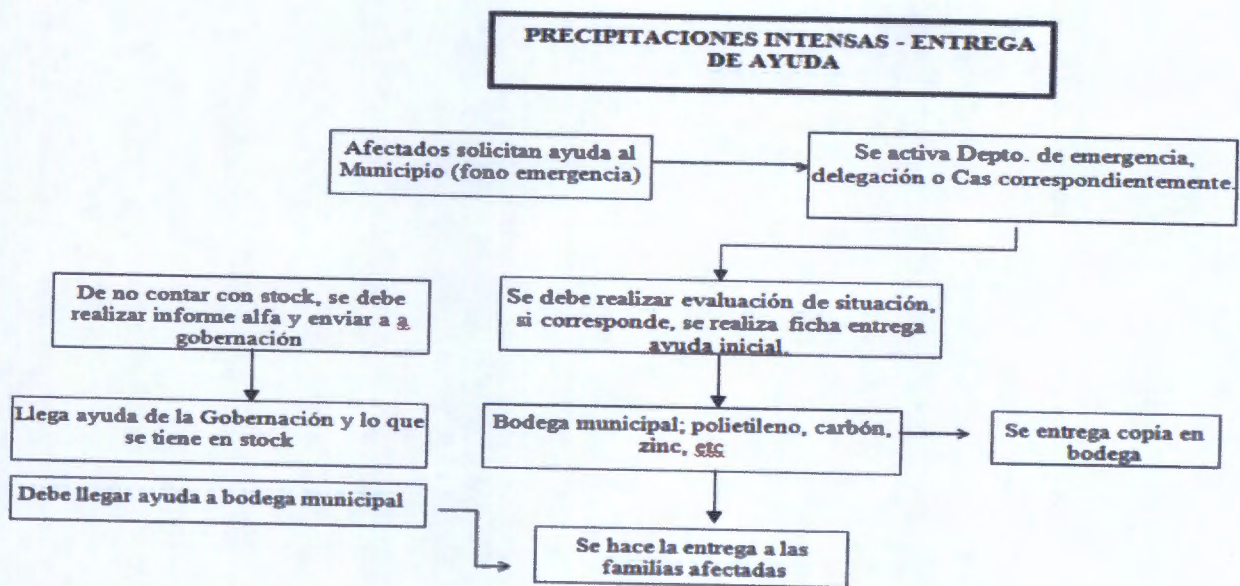 PRECIPITACIONES INTENSAS - ENTREGA
DE AYUDA
Afectados solicitan ayuda al
Municipio (fono emergencia)
Se activa Depto. de emergencia,
delegación o Cas correspondientemente.
De no contar con stock, se debe
realizar informe alfa y enviar a a
gobernación
Se debe realizar evaluación de situación,
si corresponde, se realiza ficha entrega
ayuda inicial.
Llega ayuda de la Gobernación y lo que
se tiene en stock
Bodega municipal; polietileno, carbón,
zinc, etc
Se entrega copia en
bodega
Debe llegar ayuda a bodega municipal
Se hace la entrega a las
familias afectadas